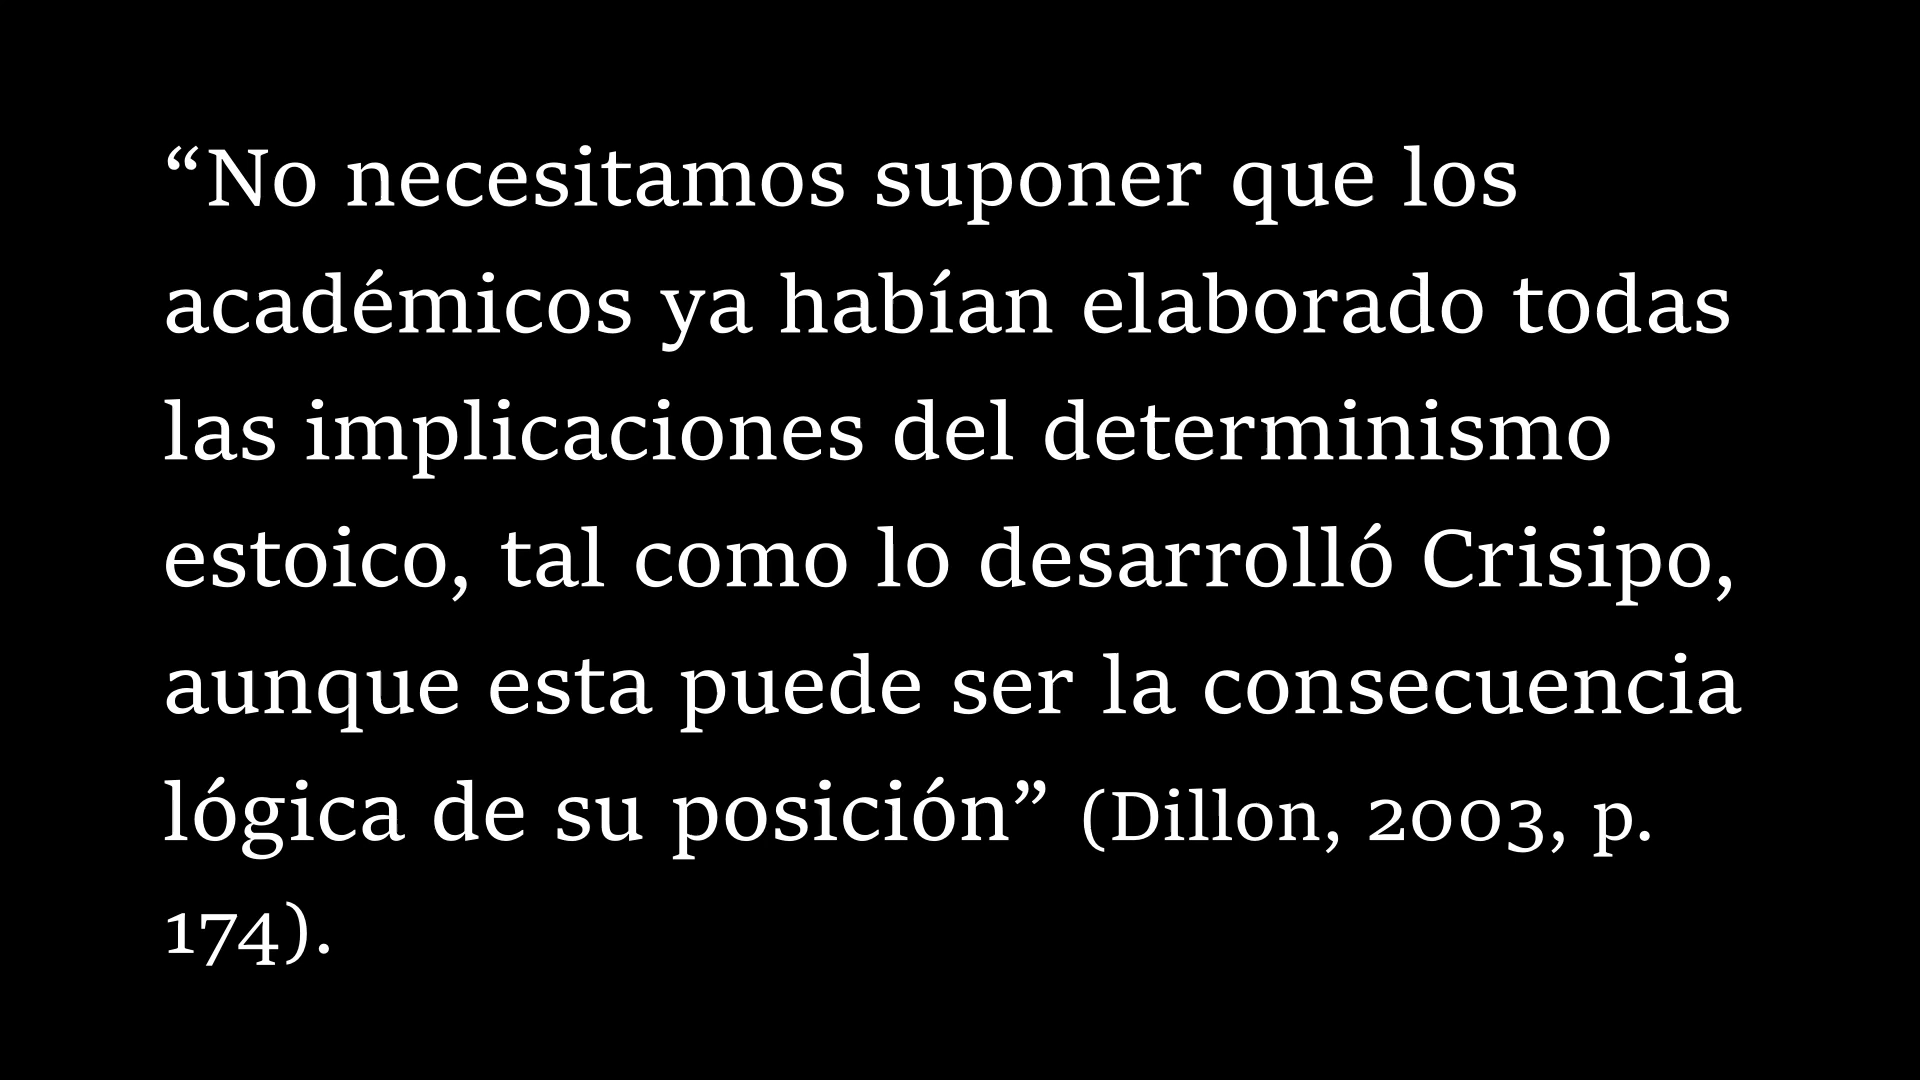 “No necesitamos suponer que los
académicos ya habían elaborado todas
las implicaciones del determinismo
estoico, tal como lo desarrolló Crisipo,
aunque esta puede ser la consecuencia
lógica de su posición” (Dillon, 2003, p.
174).